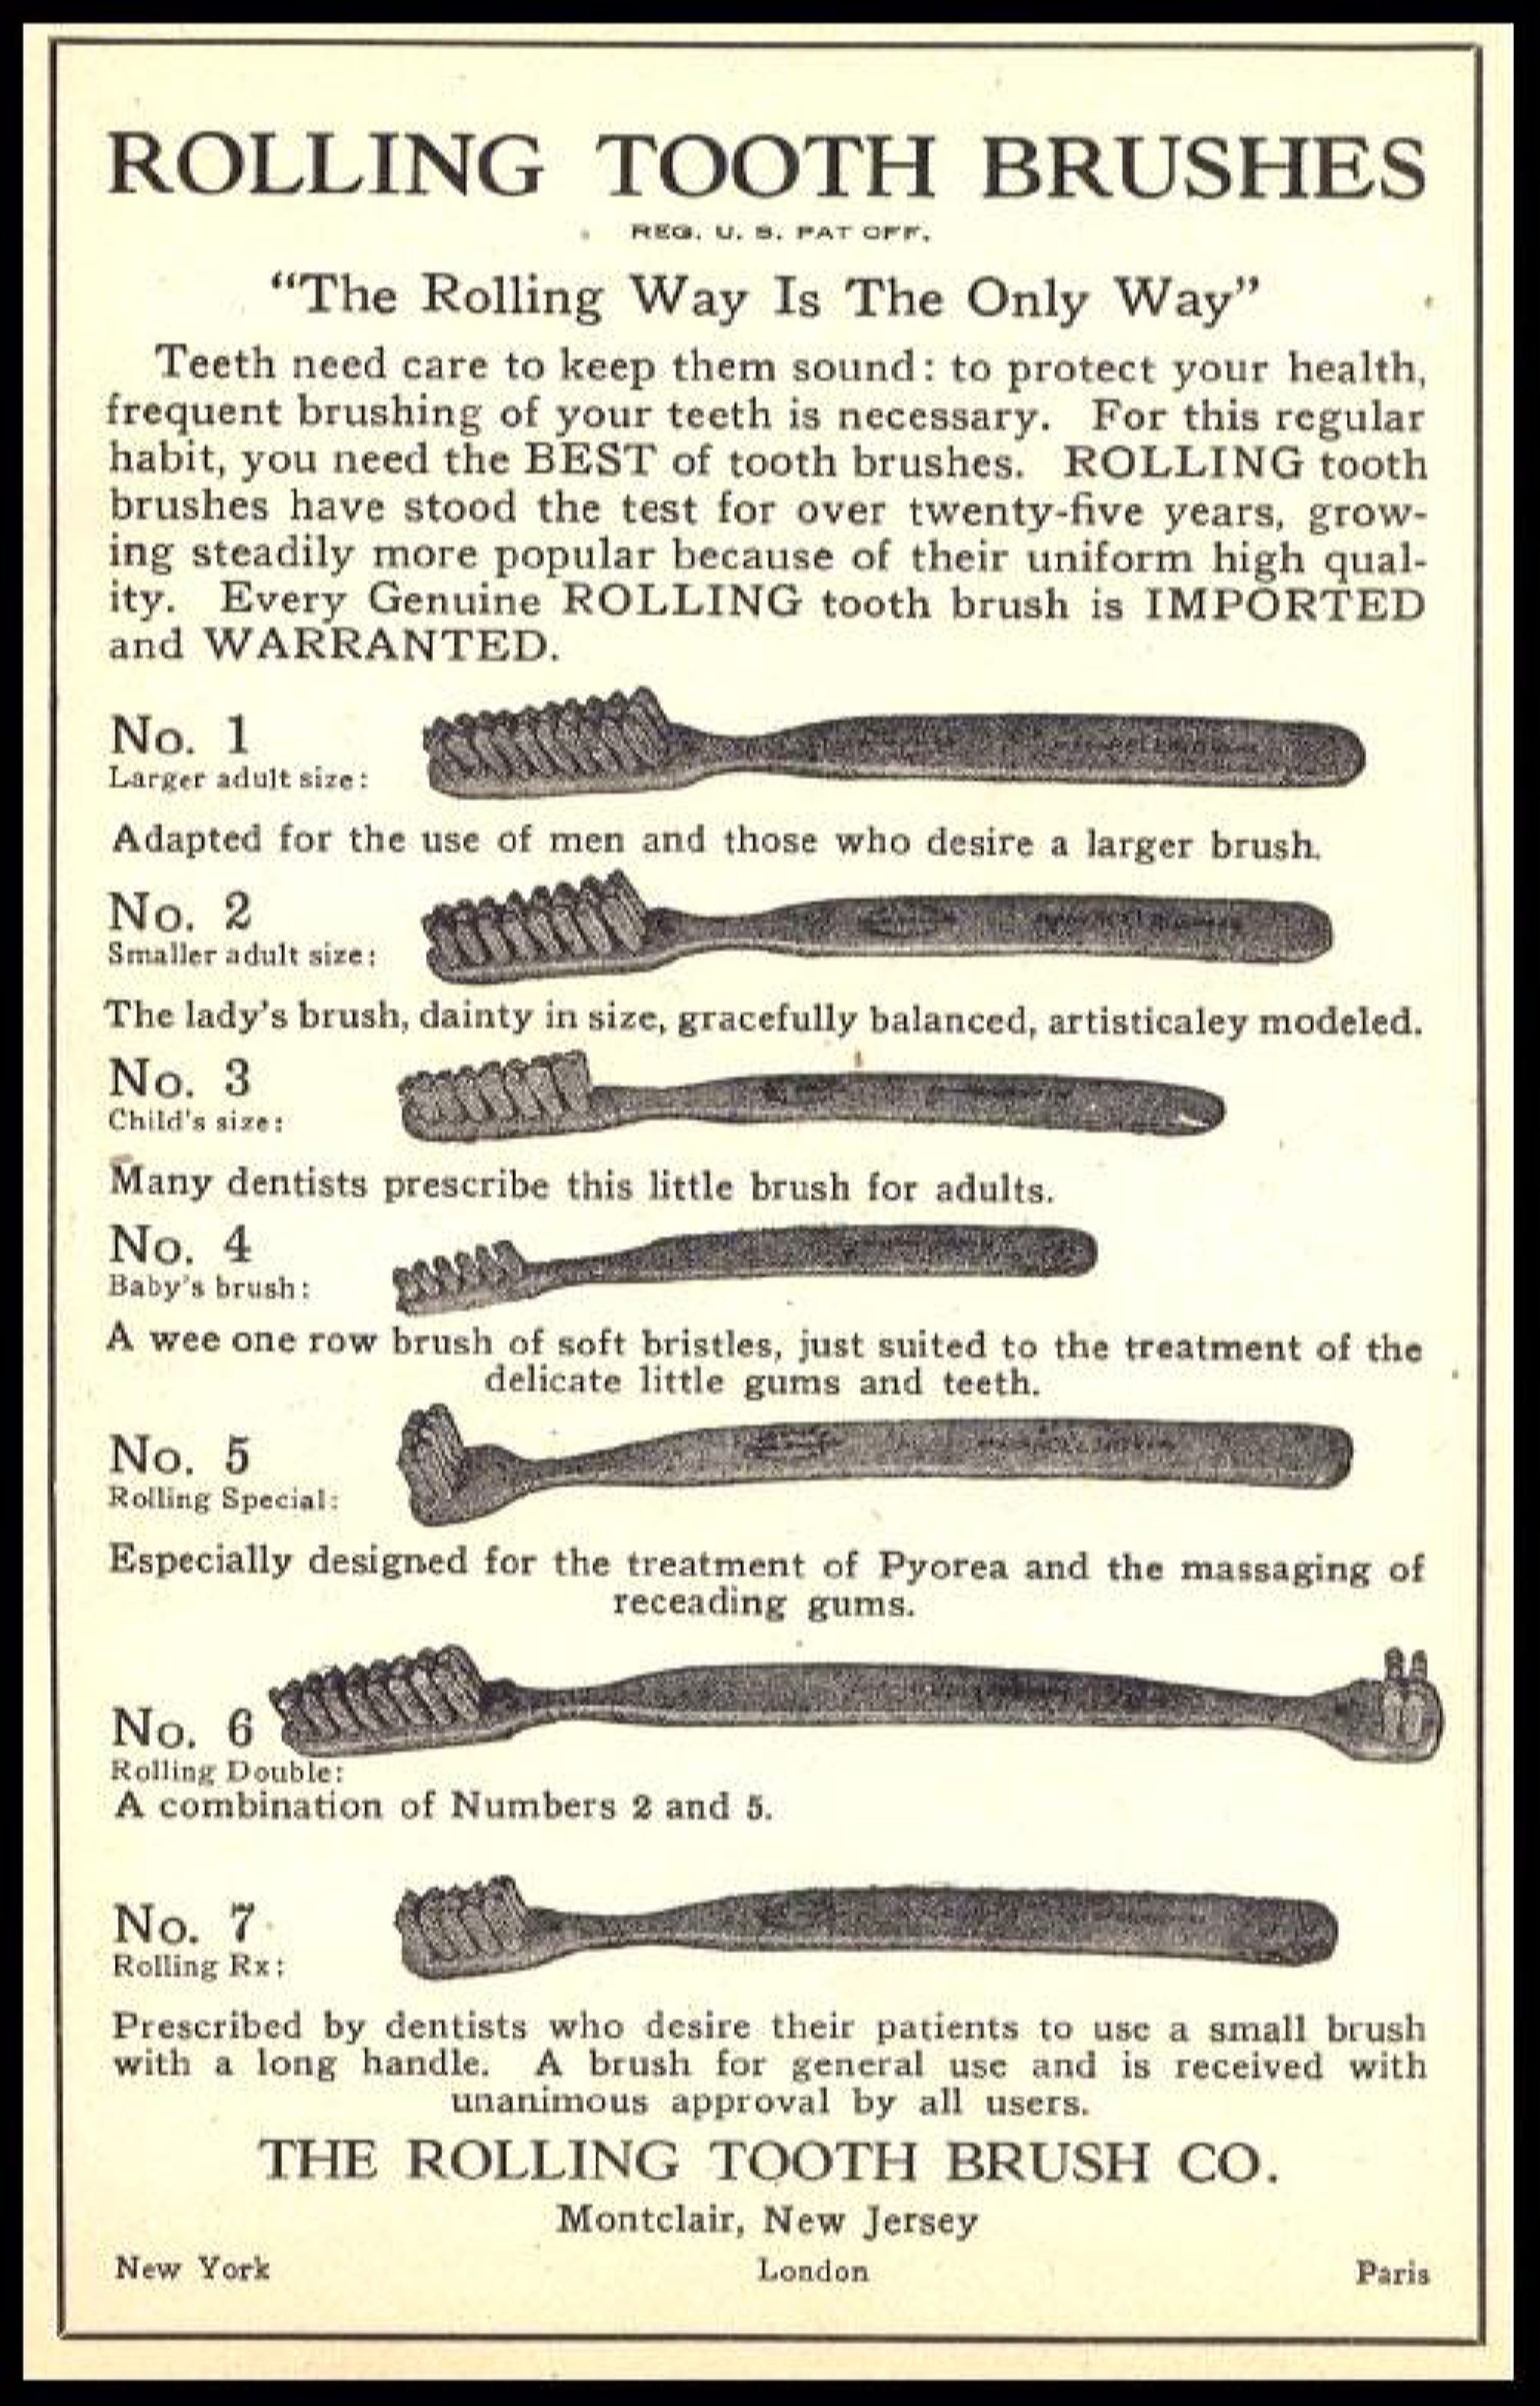 ROLLING TOOTH BRUSHES
REG. U. S. PAT OFF.
“The Rolling Way Is The Only Way”
Teeth need care to keep them sound: to protect your health,
frequent brushing of your teeth is necessary. For this regular
habit, you need the BEST of tooth brushes. ROLLING tooth
brushes have stood the test for over twenty-five years, grow-
ing steadily more popular because of their uniform high qual-
ity. Every Genuine ROLLING tooth brush is IMPORTED
and WARRANTED.
No. 1
Larger adult size:
Adapted for the use of men and those who desire a larger brush.
No. 2
Smaller adult size:
The lady's brush, dainty in size, gracefully balanced, artisticaley modeled.
No. 3
Child's size:
Many dentists prescribe this little brush for adults.
No. 4
Baby's brush:
A wee one row brush of soft bristles, just suited to the treatment of the
delicate little gums and teeth.
No. 5
Rolling Special:
Especially designed for the treatment of Pyorea and the massaging of
receading gums.
No. 6
Rolling Double:
A combination of Numbers 2 and 5.
No. 7
Rolling Rx:
Prescribed by dentists who desire their patients to use a small brush
with a long handle. A brush for general use and is received with
unanimous approval by all users.
THE ROLLING TOOTH BRUSH CO.
Montclair, New Jersey
New York London Paris